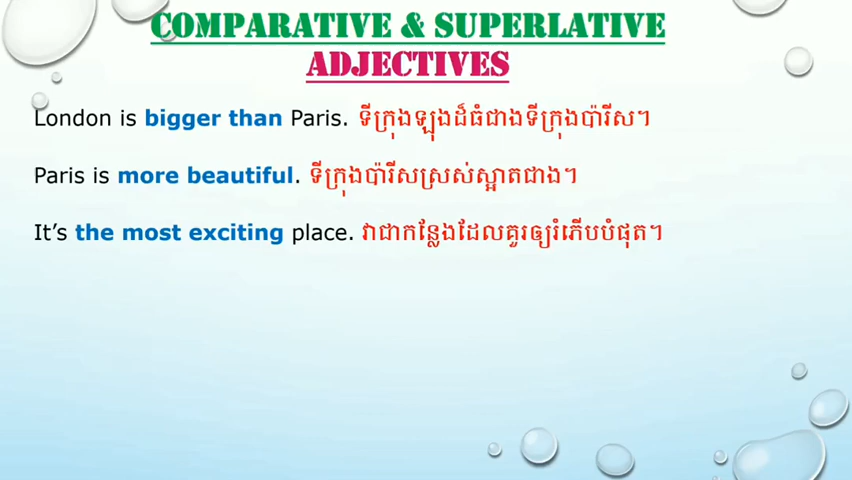 COMPARATIVE & SUPERLATIVE
ADJECTIVES
London is bigger than Paris. ទីក្រុងឡុងដ៏ធំជាងទីក្រុងប៉ារីស។
Paris is more beautiful. ទីក្រុងប៉ារីសស្រស់ស្អាតជាង។
It’s the most exciting place. វាជាកន្លែងដែលគួរឲ្យរំភើបបំផុត។